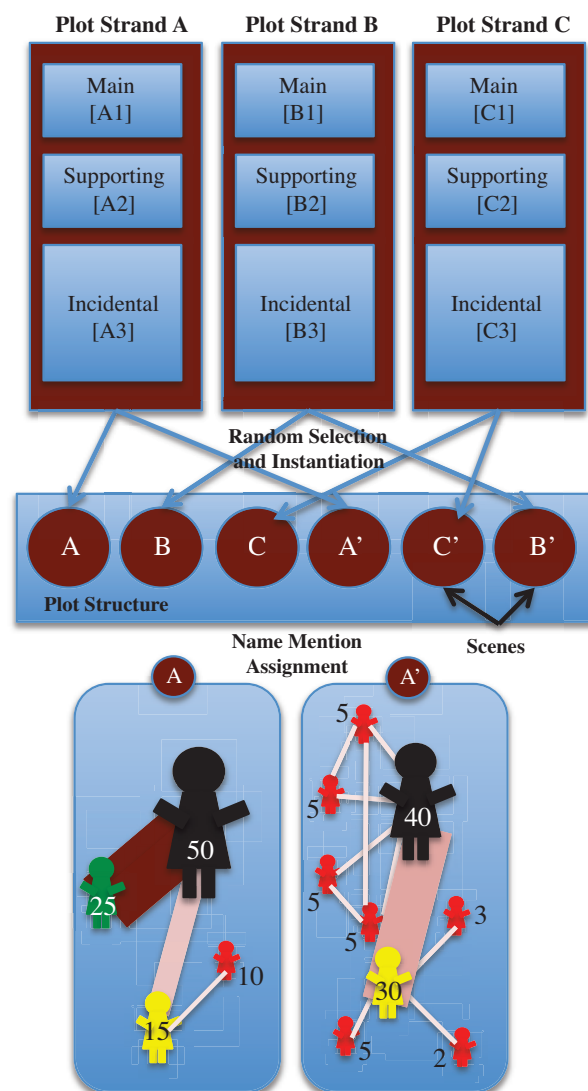 Plot Strand A
Plot Strand B
Plot Strand C
Main
[A1]
Main
[B1]
Main
[C1]
Supporting
[A2]
Supporting
[B2]
Supporting
[C2]
Incidental
[A3]
Incidental
[B3]
Incidental
[C3]
Random Selection
and Instantiation
A
B
C
A'
C'
B'
Plot Structure
Scenes
Name Mention
Assignment
A
50
25
10
15
A'
5
5
40
5
5
3
30
5
2